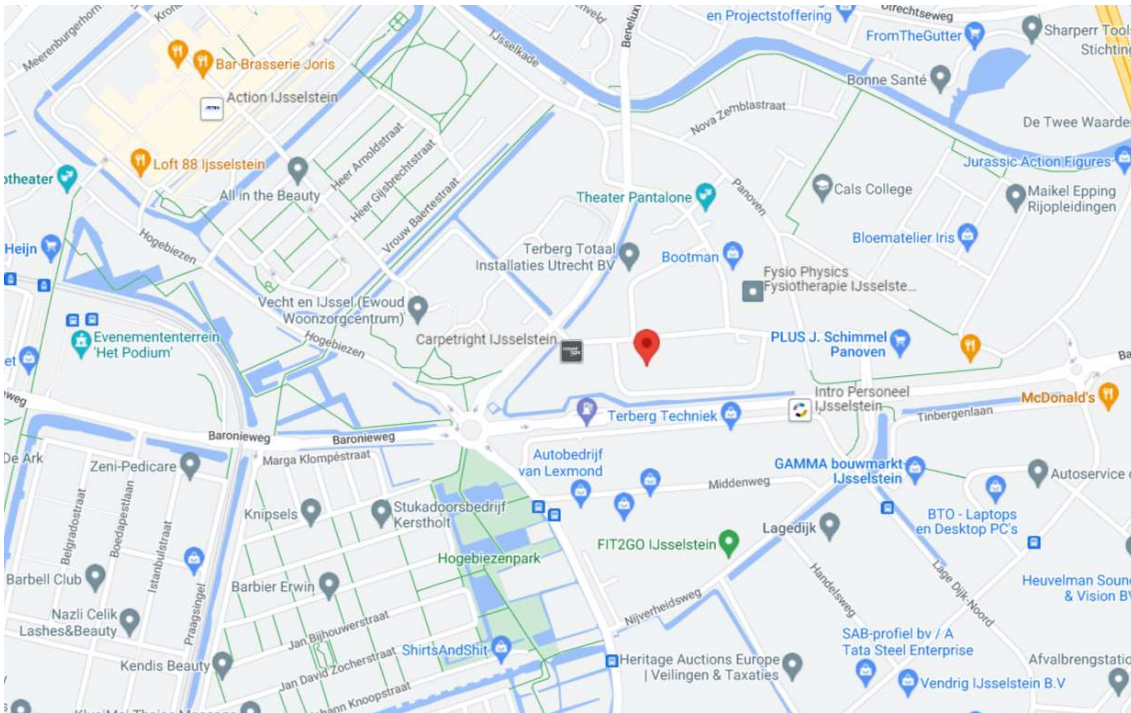 Meerenburgerhorn
Bar-Brasserie Joris
Action IJsselstein
Loft 88 Ijsselstein
All in the Beauty
Heer Arnoldstraat
Heer Gijsbrechtstraat
Vrouw Baertestraat
IJsselkade
en Projectstoffering
Utrechtseweg
FromTheGutter
Sharperr Tools
Stichting
Bonne Santé
Nova Zemblastraat
De Twee Waarden
Jurassic Action Figures
Theater Pantalone
Panoven
Cals College
Maikel Epping
Rijopleidingen
Hogebiezen
Heijn
Terberg Totaal
Installaties Utrecht BV
Bootman
Bloematelier Iris
Fysio Physics
Fysiotherapie IJsselste...
Vecht en IJssel (Ewoud
Woonzorgcentrum)
Evenemententerrein
'Het Podium'
Hogebiezen
Carpetright IJsselstein
PLUS J. Schimmel
Panoven
Intro Personeel
IJsselstein
McDonald's
Tinbergenlaan
Terberg Techniek
Baronieweg
Baronieweg
De Ark
Zeni-Pedicare
Marga Klompéstraat
Autobedrijf
van Lexmond
GAMMA bouwmarkt
IJsselstein
Middenweg
Belgradostraat
Boedapestlaan
Istanbulstraat
Knipsels
Stukadoorsbedrijf
Kerstholt
Lagedijk
BTO - Laptops
en Desktop PC's
FIT2GO IJsselstein
Hogebiezenpark
Barbell Club
Barbier Erwin
Praagsingel
Nazli Celik
Lashes&Beauty
Jan Bijhouwerstraat
Nijverheidsweg
Handelsweg
Lage Dijk-Noord
Heuvelman Sound
& Vision BV
SAB-profiel bv / A
Tata Steel Enterprise
Kendis Beauty
Jan David Zocherstraat
ShirtsAndShit
Heritage Auctions Europe
| Veilingen & Taxaties
Vendrig IJsselstein B.V